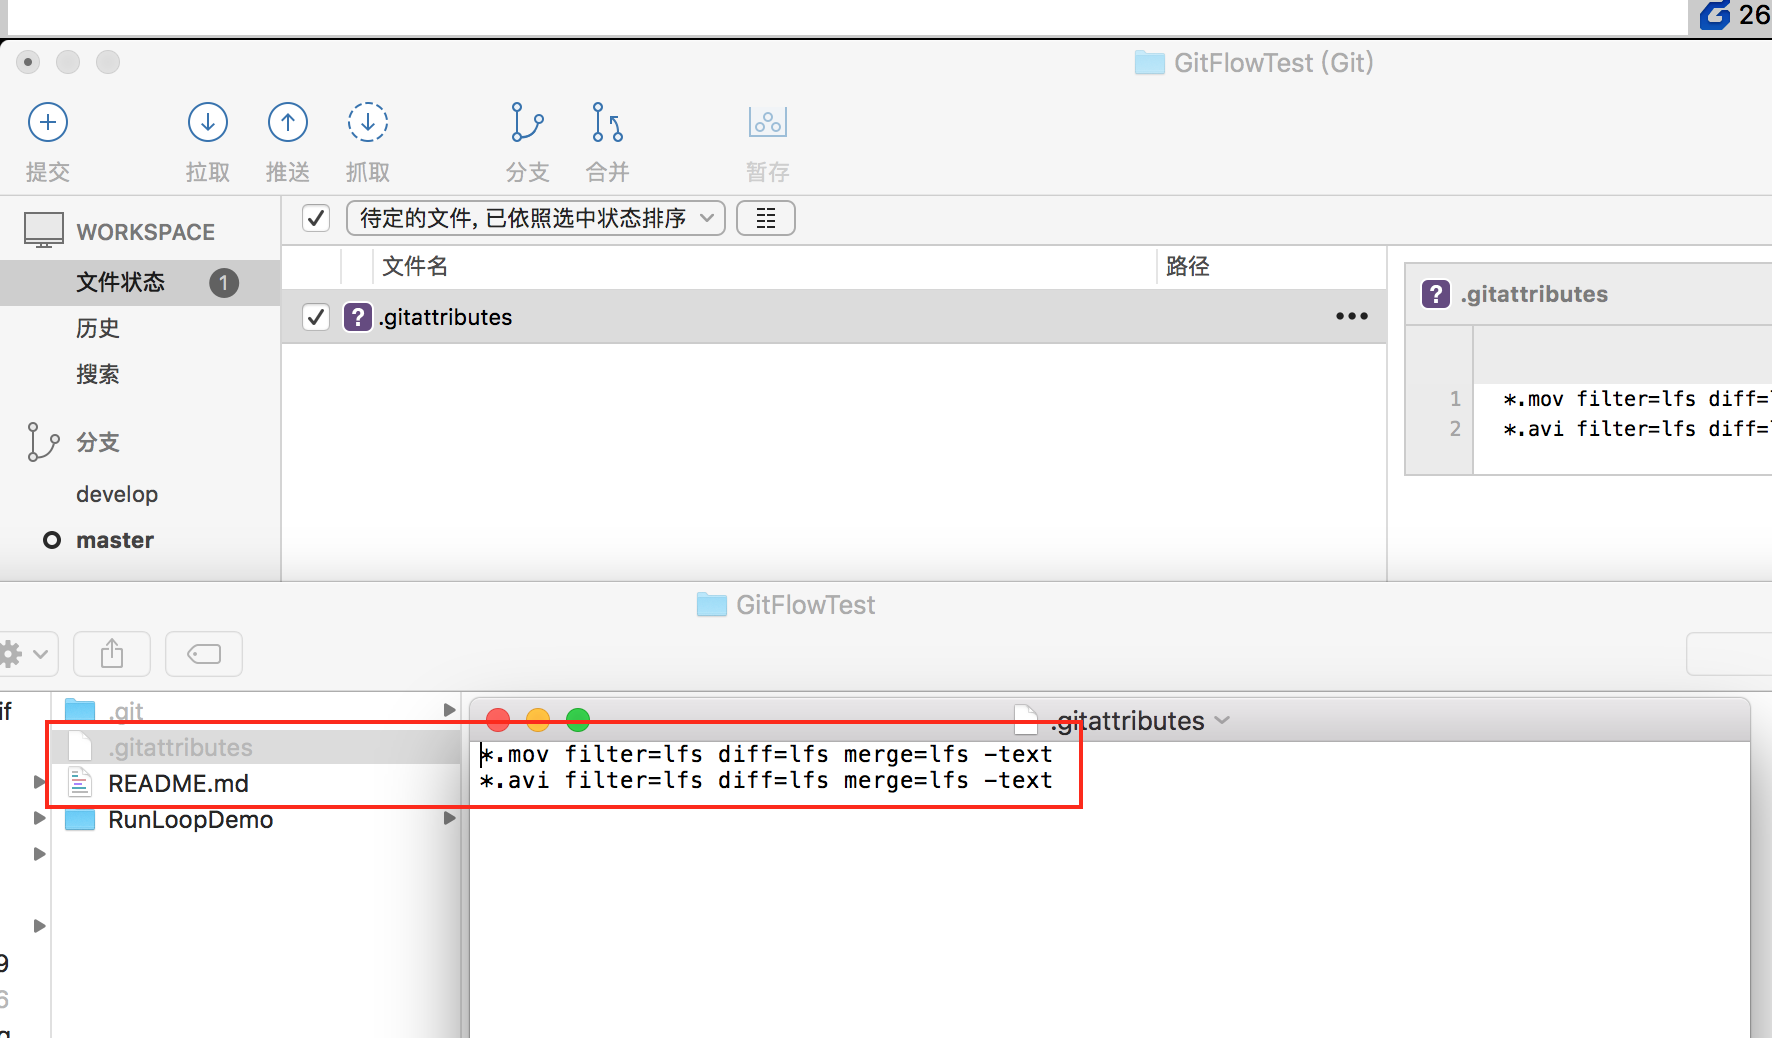 26
GitFlowTest (Git)
提交 拉取 推送 抓取 分支 合并 暂存
WORKSPACE
文件状态 1
历史
搜索
分支
develop
master
待定的文件, 已依照选中状态排序
文件名 路径
? .gitattributes •••
? .gitattributes
1 *.mov filter=lfs diff=
2 *.avi filter=lfs diff=
GitFlowTest
if
.git
.gitattributes
README.md
RunLoopDemo
9
6
.gitattributes
*.mov filter=lfs diff=lfs merge=lfs -text
*.avi filter=lfs diff=lfs merge=lfs -text